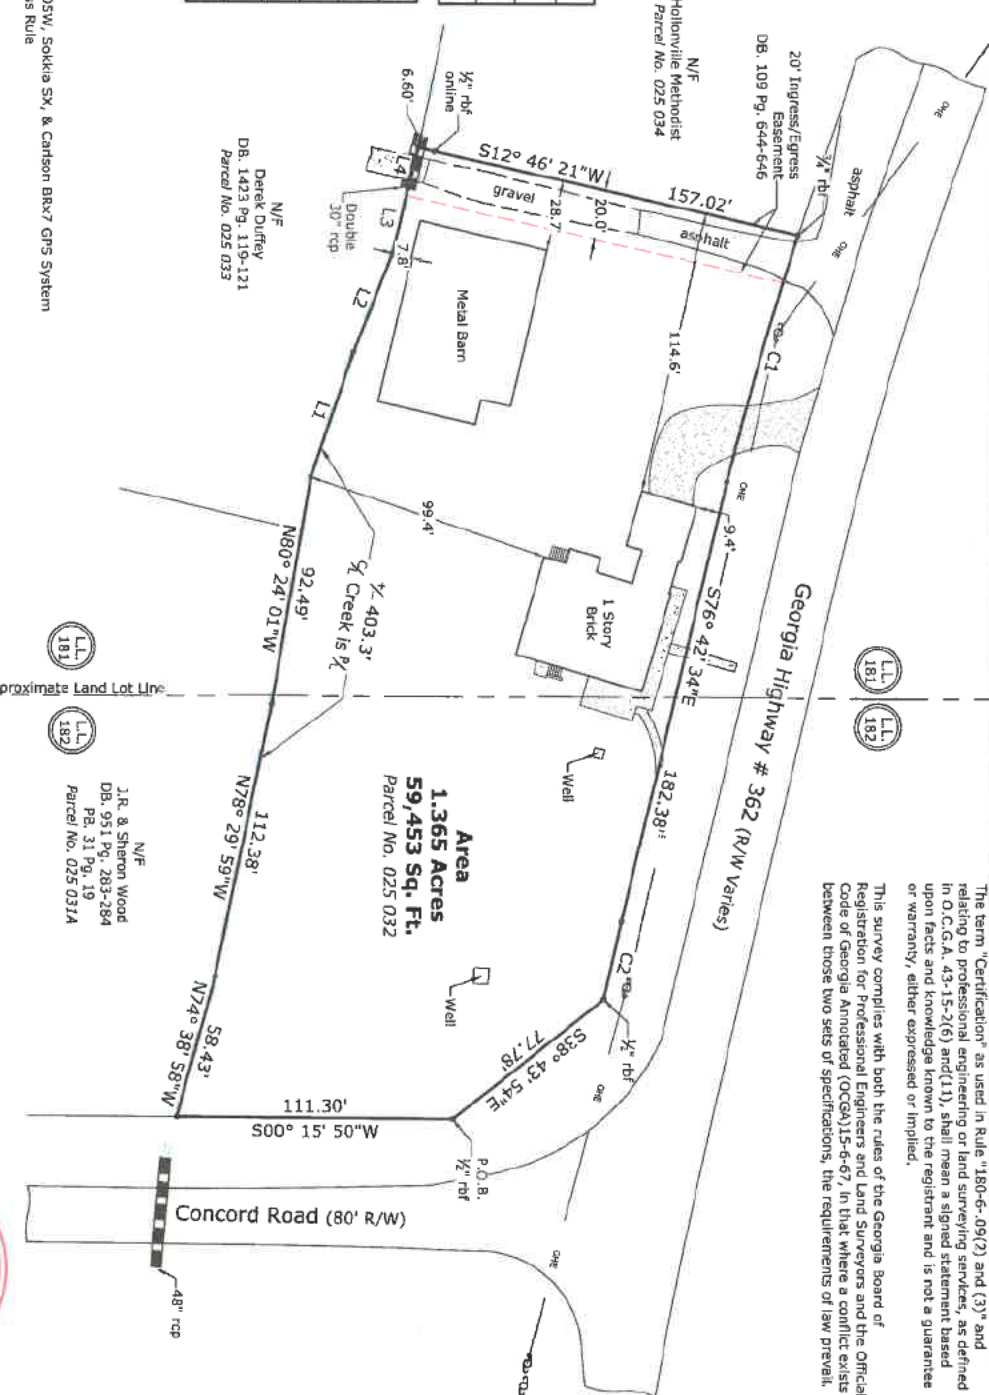 The term "Certification" as used in Rule "180-6-.09(2) and (3)" and
relating to professional engineering or land surveying services, as defined
in O.C.G.A. 43-15-2(6) and(11), shall mean a signed statement based
upon facts and knowledge known to the registrant and is not a guarantee
or warranty, either expressed or implied.
This survey complies with both the rules of the Georgia Board of
Registration for Professional Engineers and Land Surveyors and the Official
Code of Georgia Annotated (OCGA)15-6-67, in that where a conflict exists
between those two sets of specifications, the requirements of law prevail.
OHE
asphalt
OHE
¾" rbf
20' Ingress/Egress
Easement
DB. 109 Pg. 644-646
N/F
Hollonville Methodist
Parcel No. 025 034
S12° 46' 21"W
157.02'
gravel
20.0'
28.7'
asphalt
½" rbf
online
6.60'
L4
L3
7.8'
Double
30" rcp
N/F
Derek Duffey
DB. 1423 Pg. 119-121
Parcel No. 025 033
05W, Sokkia SX, & Carlson BRx7 GPS System
s Rule
Metal Barn
L2
L1
114.6'
C1
OHE
9.4'
S76° 42' 34"E
182.38'
Georgia Highway # 362 (R/W Varies)
L.L.
181
L.L.
182
99.4'
1 Story
Brick
+/- 403.3'
℄ Creek is ⅊
N80° 24' 01"W
92.49'
L.L.
181
proximate Land Lot Line
L.L.
182
Well
Area
1.365 Acres
59,453 Sq. Ft.
Parcel No. 025 032
112.38'
N78° 29' 59"W
N/F
J.R. & Sheron Wood
DB. 951 Pg. 283-284
PB. 31 Pg. 19
Parcel No. 025 031A
Well
C2
½" rbf
S38° 43' 54"E
77.78'
OHE
58.43'
N74° 38' 58"W
111.30'
S00° 15' 50"W
P.O.B.
½" rbf
Concord Road (80' R/W)
OHE
48" rcp